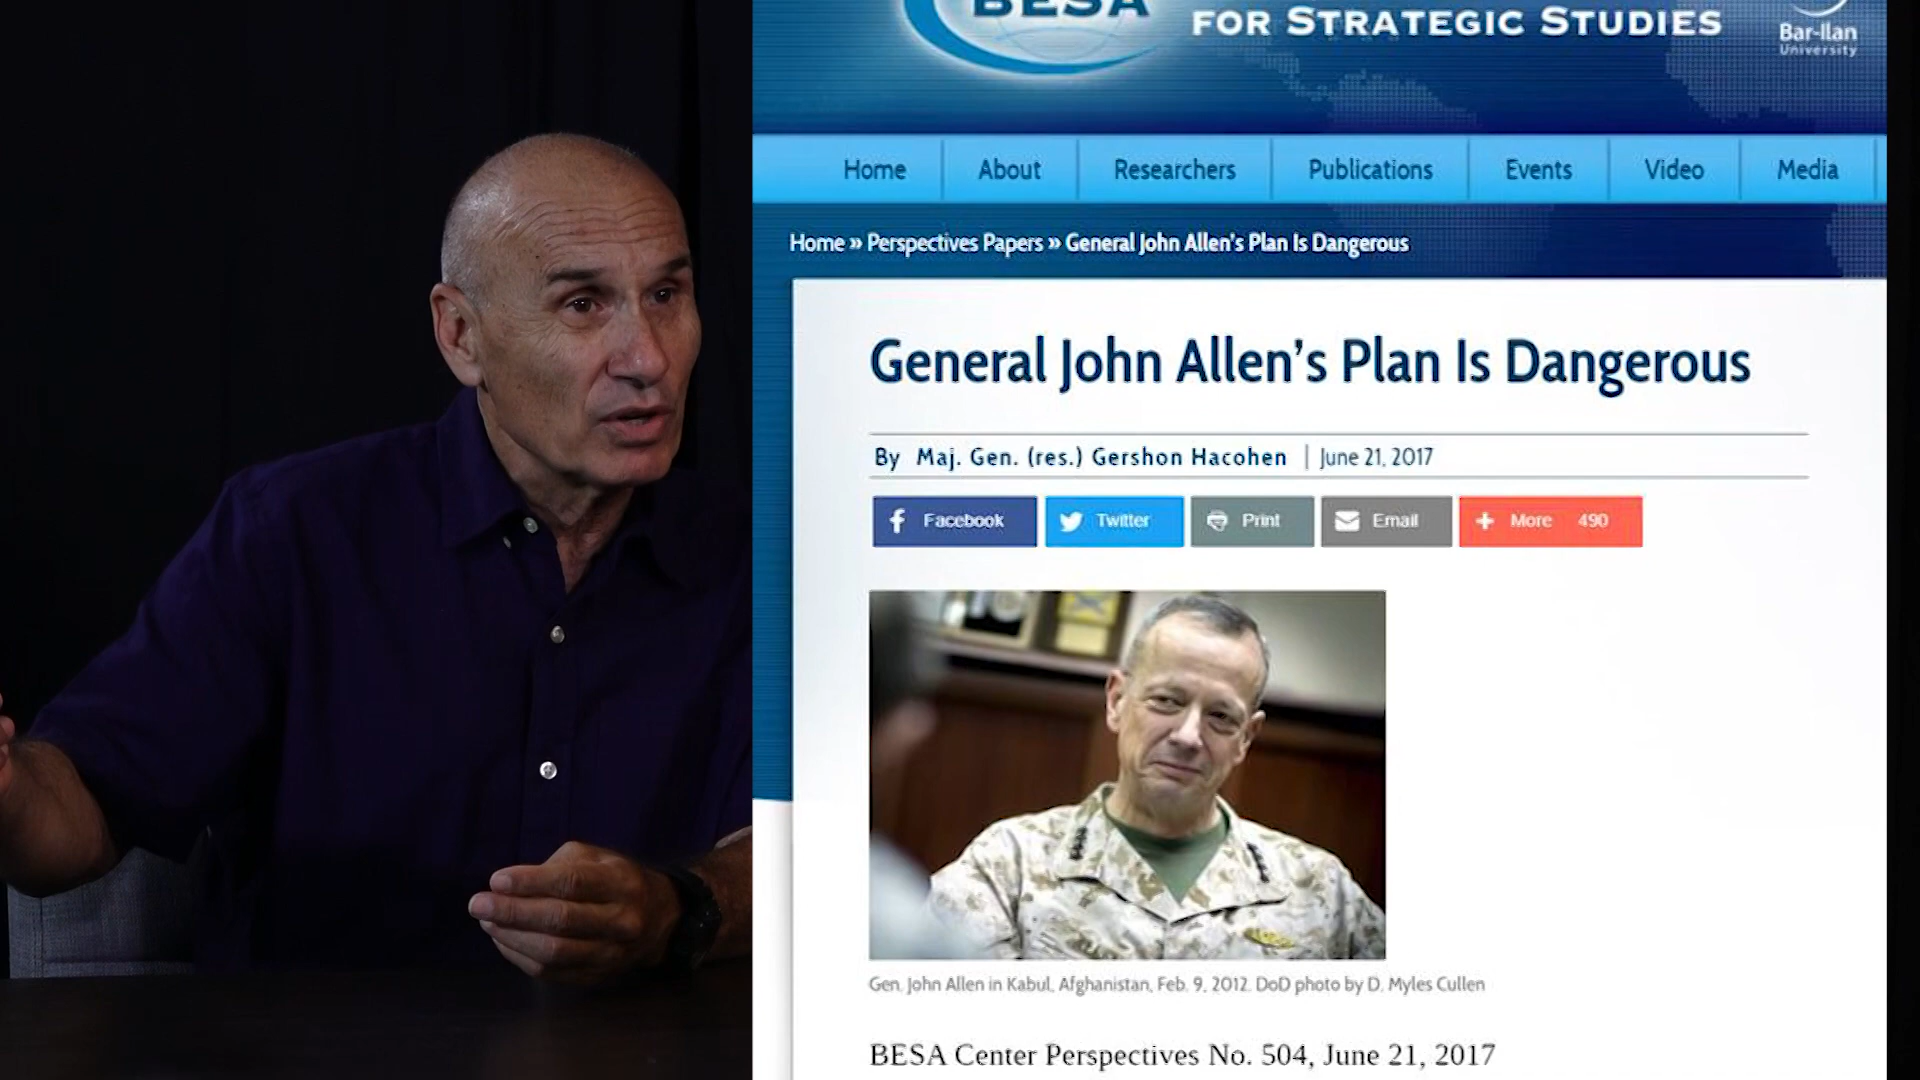 BESA
FOR STRATEGIC STUDIES
Bar-Ilan
University
Home
About
Researchers
Publications
Events
Video
Media
Home » Perspectives Papers » General John Allen's Plan Is Dangerous
General John Allen’s Plan Is Dangerous
By Maj. Gen. (res.) Gershon Hacohen | June 21, 2017
Facebook
Twitter
Print
Email
More 490
Gen. John Allen in Kabul, Afghanistan, Feb. 9, 2012. DoD photo by D. Myles Cullen
BESA Center Perspectives No. 504, June 21, 2017